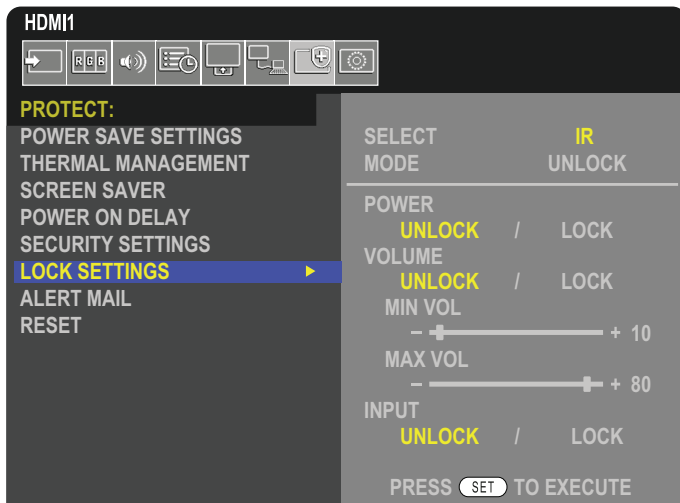 HDMI1
R G B
PROTECT:
POWER SAVE SETTINGS
THERMAL MANAGEMENT
SCREEN SAVER
POWER ON DELAY
SECURITY SETTINGS
LOCK SETTINGS
ALERT MAIL
RESET
SELECT IR
MODE UNLOCK
POWER
UNLOCK / LOCK
VOLUME
UNLOCK / LOCK
MIN VOL
– + 10
MAX VOL
– + 80
INPUT
UNLOCK / LOCK
PRESS SET TO EXECUTE